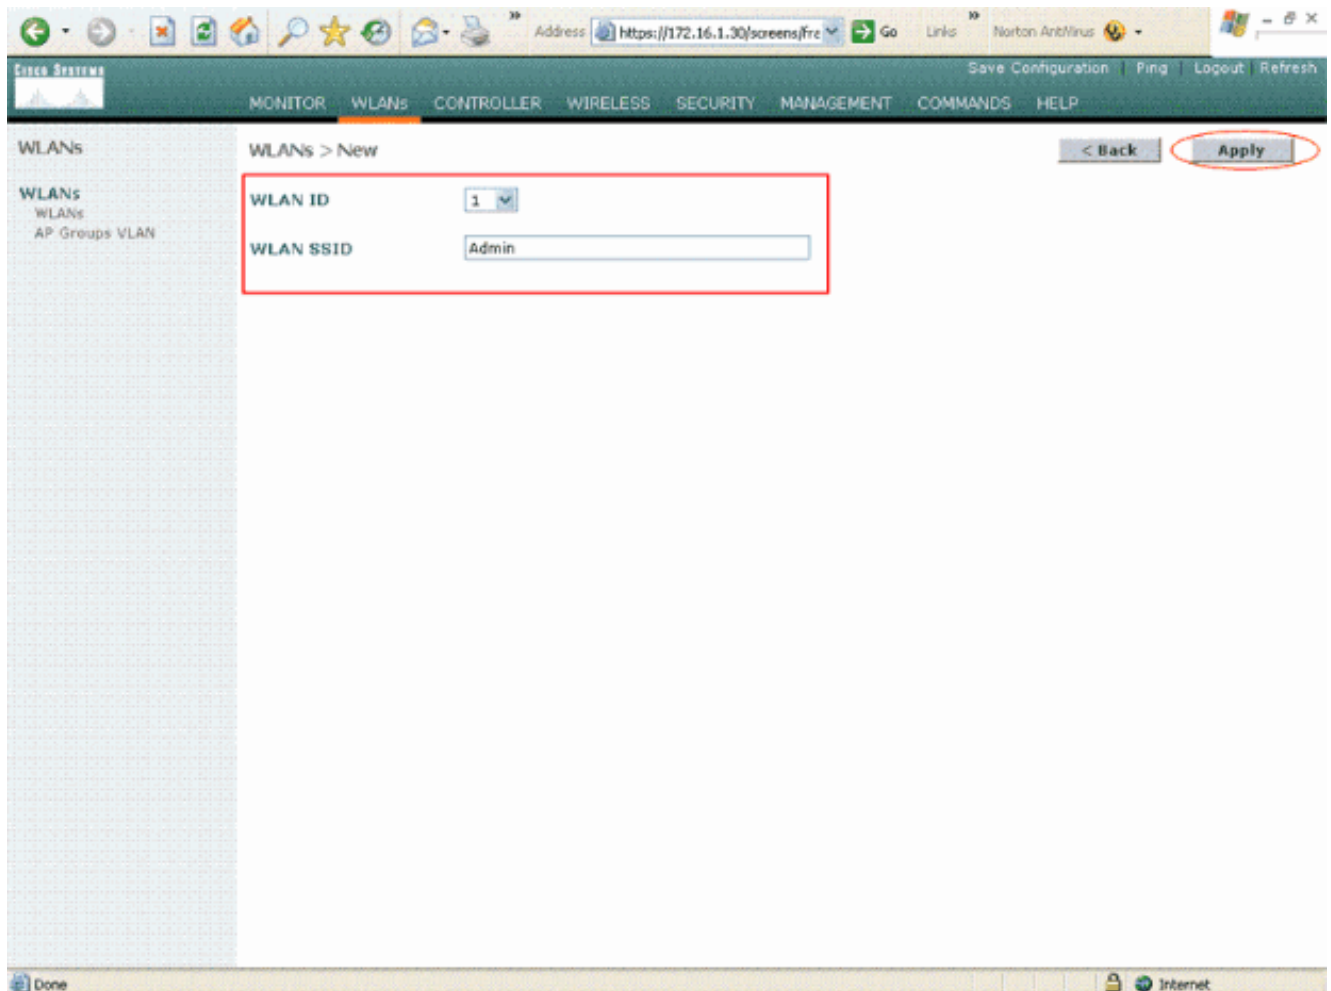 Address https://172.16.1.30/screens/fra Go Links Norton AntiVirus
CISCO SYSTEMS
Save Configuration | Ping | Logout | Refresh
MONITOR WLANs CONTROLLER WIRELESS SECURITY MANAGEMENT COMMANDS HELP
WLANs
WLANs > New
< Back
Apply
WLANs
WLANs
AP Groups VLAN
WLAN ID 1
WLAN SSID Admin
Done
Internet